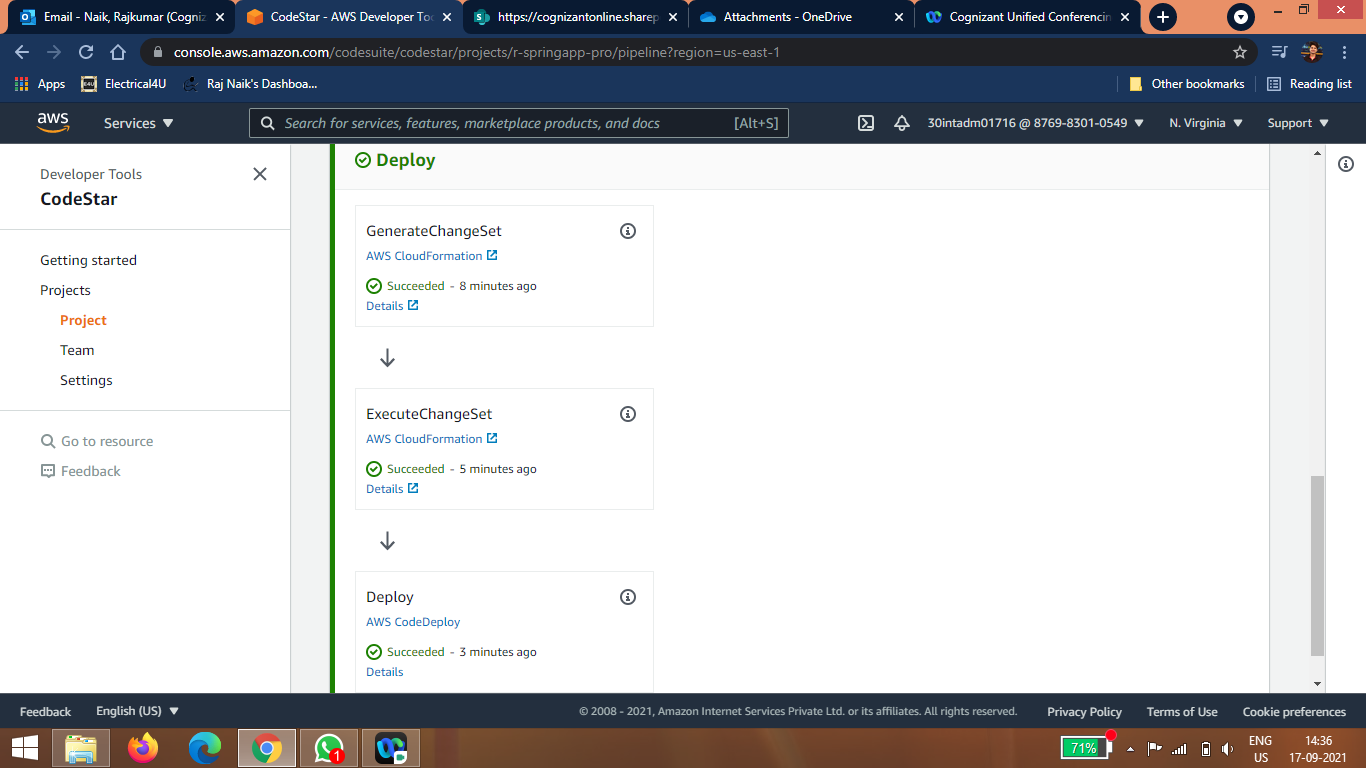 Email - Naik, Rajkumar (Cogniz
CodeStar - AWS Developer To
https://cognizantonline.sharep
Attachments - OneDrive
Cognizant Unified Conferencin
console.aws.amazon.com/codesuite/codestar/projects/r-springapp-pro/pipeline?region=us-east-1
Apps
Electrical4U
Raj Naik's Dashboa...
Other bookmarks
Reading list
aws
Services
Search for services, features, marketplace products, and docs
[Alt+S]
30intadm01716 @ 8769-8301-0549
N. Virginia
Support
Developer Tools
CodeStar
Getting started
Projects
Project
Team
Settings
Go to resource
Feedback
Deploy
GenerateChangeSet
AWS CloudFormation
Succeeded - 8 minutes ago
Details
ExecuteChangeSet
AWS CloudFormation
Succeeded - 5 minutes ago
Details
Deploy
AWS CodeDeploy
Succeeded - 3 minutes ago
Details
Feedback
English (US)
© 2008 - 2021, Amazon Internet Services Private Ltd. or its affiliates. All rights reserved.
Privacy Policy
Terms of Use
Cookie preferences
1
71%
ENG
US
14:36
17-09-2021